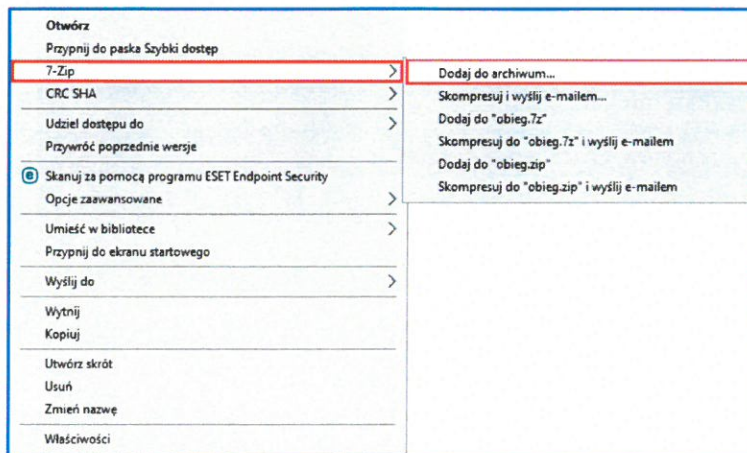 Otwórz
Przypnij do paska Szybki dostęp
7-Zip
CRC SHA
Udziel dostępu do
Przywróć poprzednie wersje
Skanuj za pomocą programu ESET Endpoint Security
Opcje zaawansowane
Umieść w bibliotece
Przypnij do ekranu startowego
Wyślij do
Wytnij
Kopiuj
Utwórz skrót
Usuń
Zmień nazwę
Właściwości
Dodaj do archiwum...
Skompresuj i wyślij e-mailem...
Dodaj do "obieg.7z"
Skompresuj do "obieg.7z" i wyślij e-mailem
Dodaj do "obieg.zip"
Skompresuj do "obieg.zip" i wyślij e-mailem